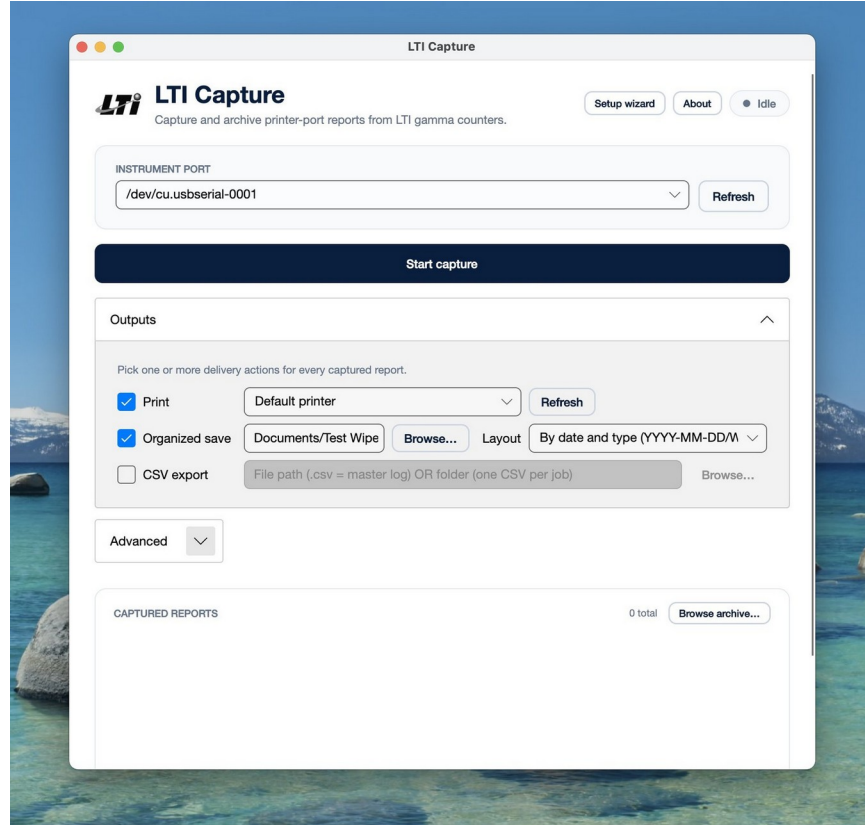 LTI Capture
LTI
LTI Capture
Capture and archive printer-port reports from LTI gamma counters.
Setup wizard
About
Idle
INSTRUMENT PORT
/dev/cu.usbserial-0001
Refresh
Start capture
Outputs
Pick one or more delivery actions for every captured report.
Print
Default printer
Refresh
Organized save
Documents/Test Wipe
Browse...
Layout
By date and type (YYYY-MM-DD/W
CSV export
File path (.csv = master log) OR folder (one CSV per job)
Browse...
Advanced
CAPTURED REPORTS
0 total
Browse archive...